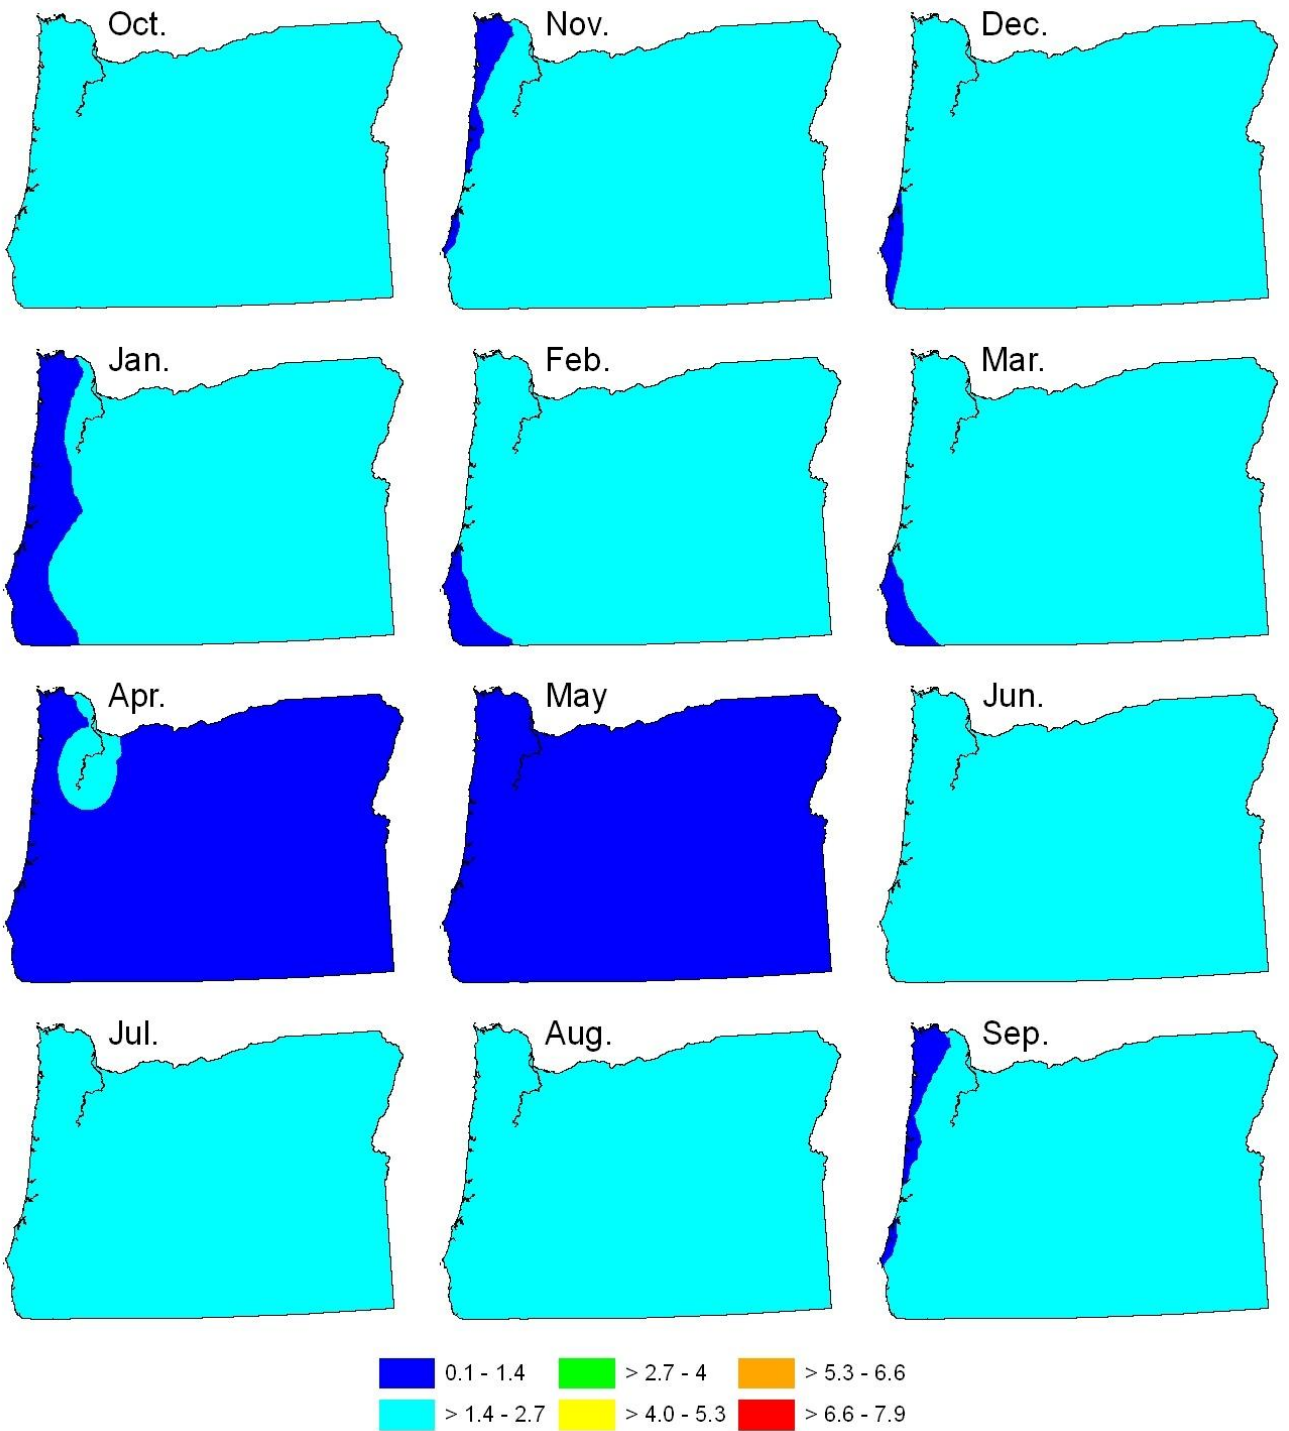 Oct. Nov. Dec.
Jan. Feb. Mar.
Apr. May Jun.
Jul. Aug. Sep.
0.1 - 1.4 > 2.7 - 4 > 5.3 - 6.6
> 1.4 - 2.7 > 4.0 - 5.3 > 6.6 - 7.9